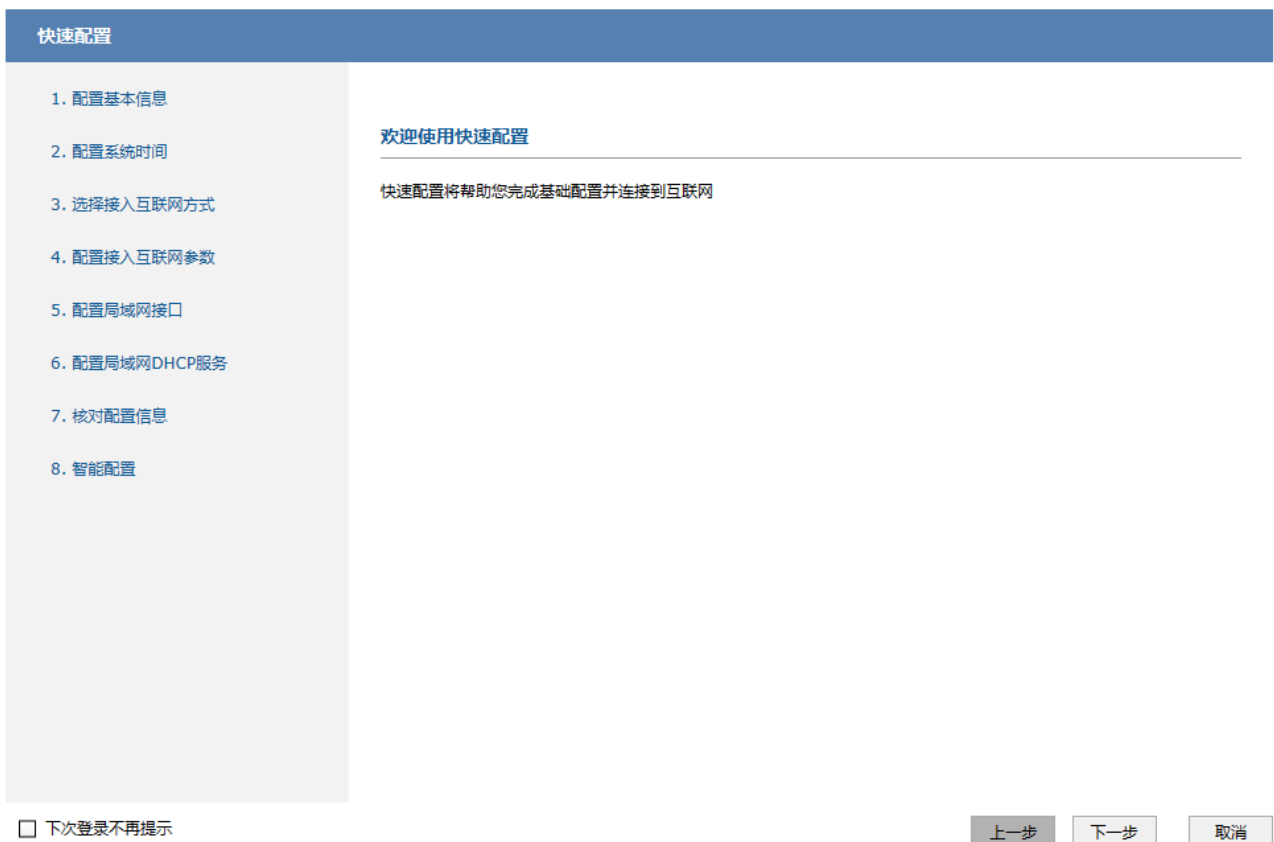 快速配置
1. 配置基本信息
2. 配置系统时间
3. 选择接入互联网方式
4. 配置接入互联网参数
5. 配置局域网接口
6. 配置局域网DHCP服务
7. 核对配置信息
8. 智能配置
欢迎使用快速配置
快速配置将帮助您完成基础配置并连接到互联网
下次登录不再提示
上一步
下一步
取消